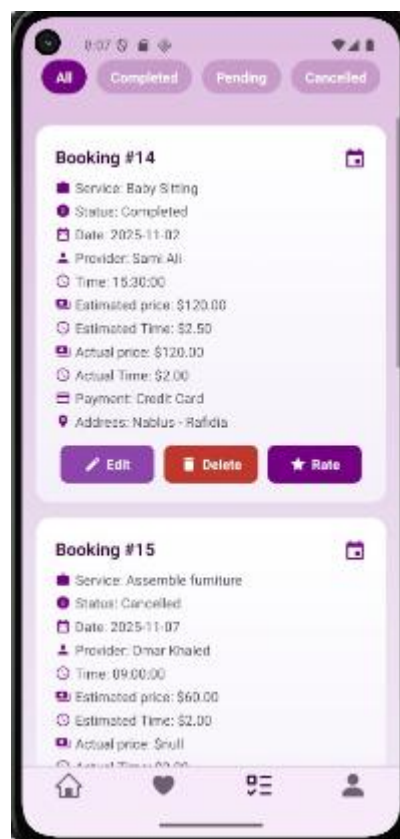 8:07
All Completed Pending Cancelled
Booking #14
Service: Baby Sitting
Status: Completed
Date: 2025-11-02
Provider: Sami Ali
Time: 15:30:00
Estimated price: $120.00
Estimated Time: $2.50
Actual price: $120.00
Actual Time: $2.00
Payment: Credit Card
Address: Nablus - Rafidia
Edit Delete Rate
Booking #15
Service: Assemble furniture
Status: Cancelled
Date: 2025-11-07
Provider: Omar Khaled
Time: 09:00:00
Estimated price: $60.00
Estimated Time: $2.00
Actual price: $null
Actual Time: